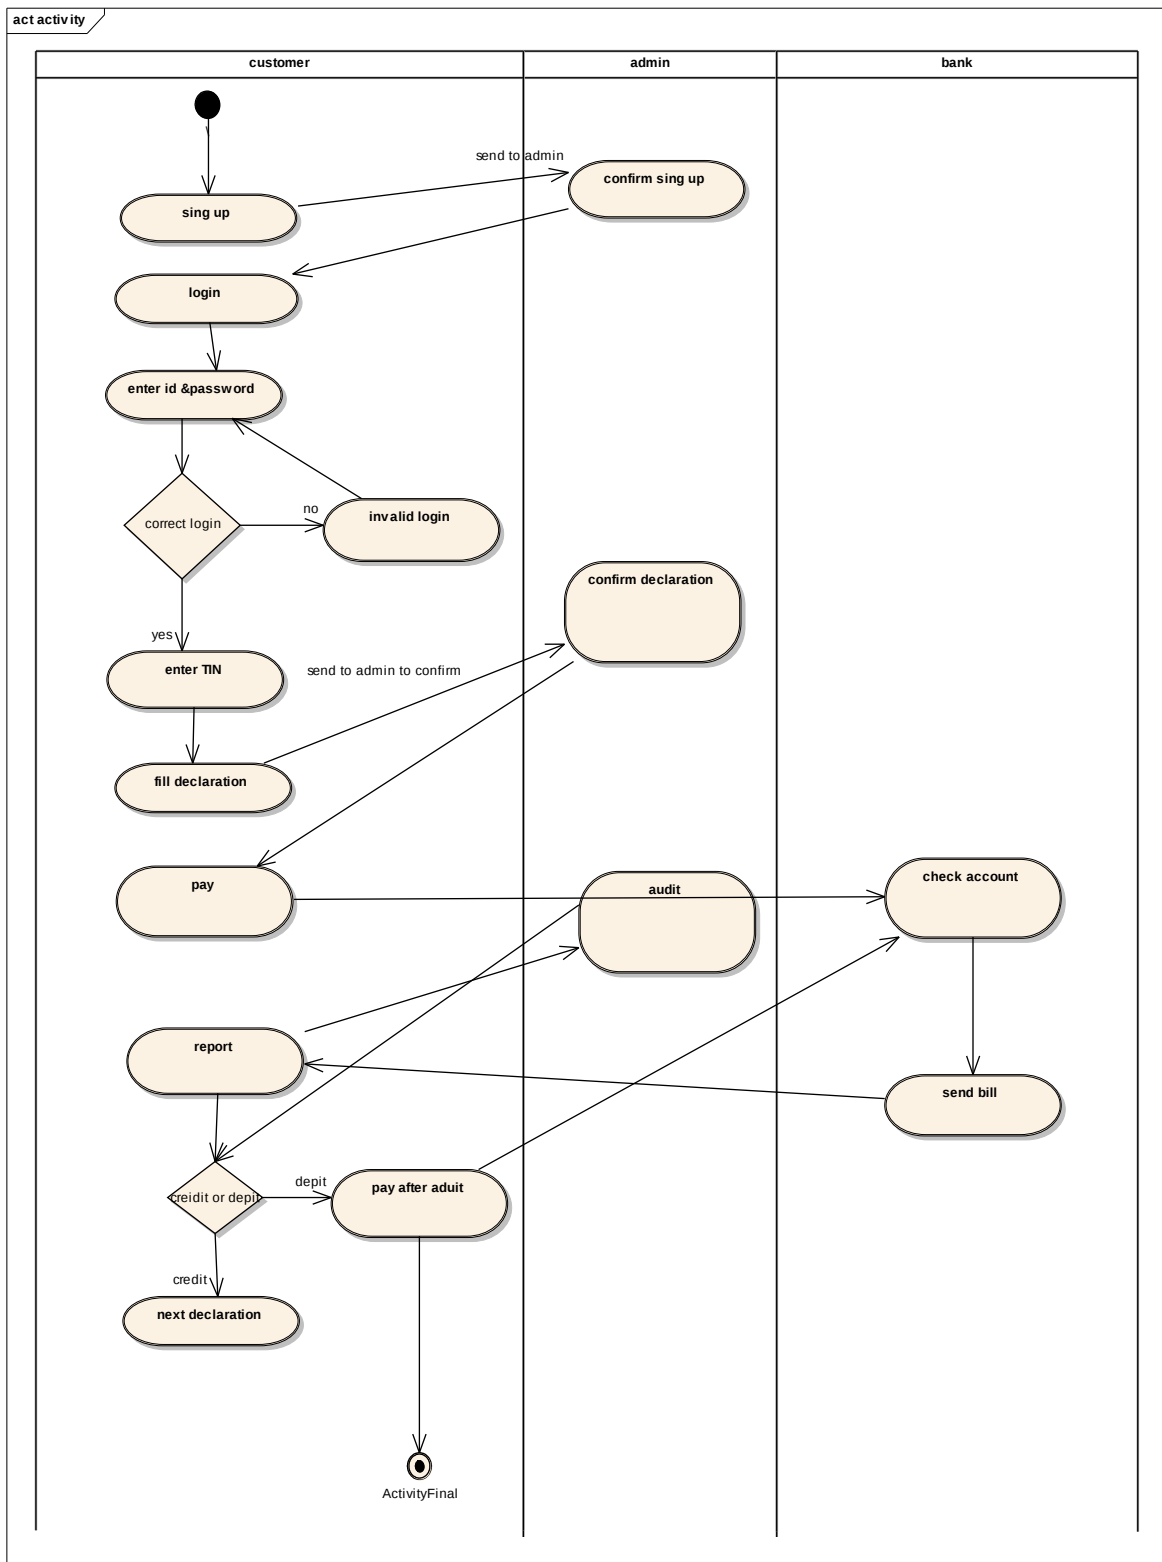 act activity
customer
admin
bank
send to admin
confirm sing up
sing up
login
enter id &password
correct login
no
invalid login
confirm declaration
yes
enter TIN
send to admin to confirm
fill declaration
pay
audit
check account
report
send bill
creidit or depit
depit
pay after aduit
credit
next declaration
ActivityFinal